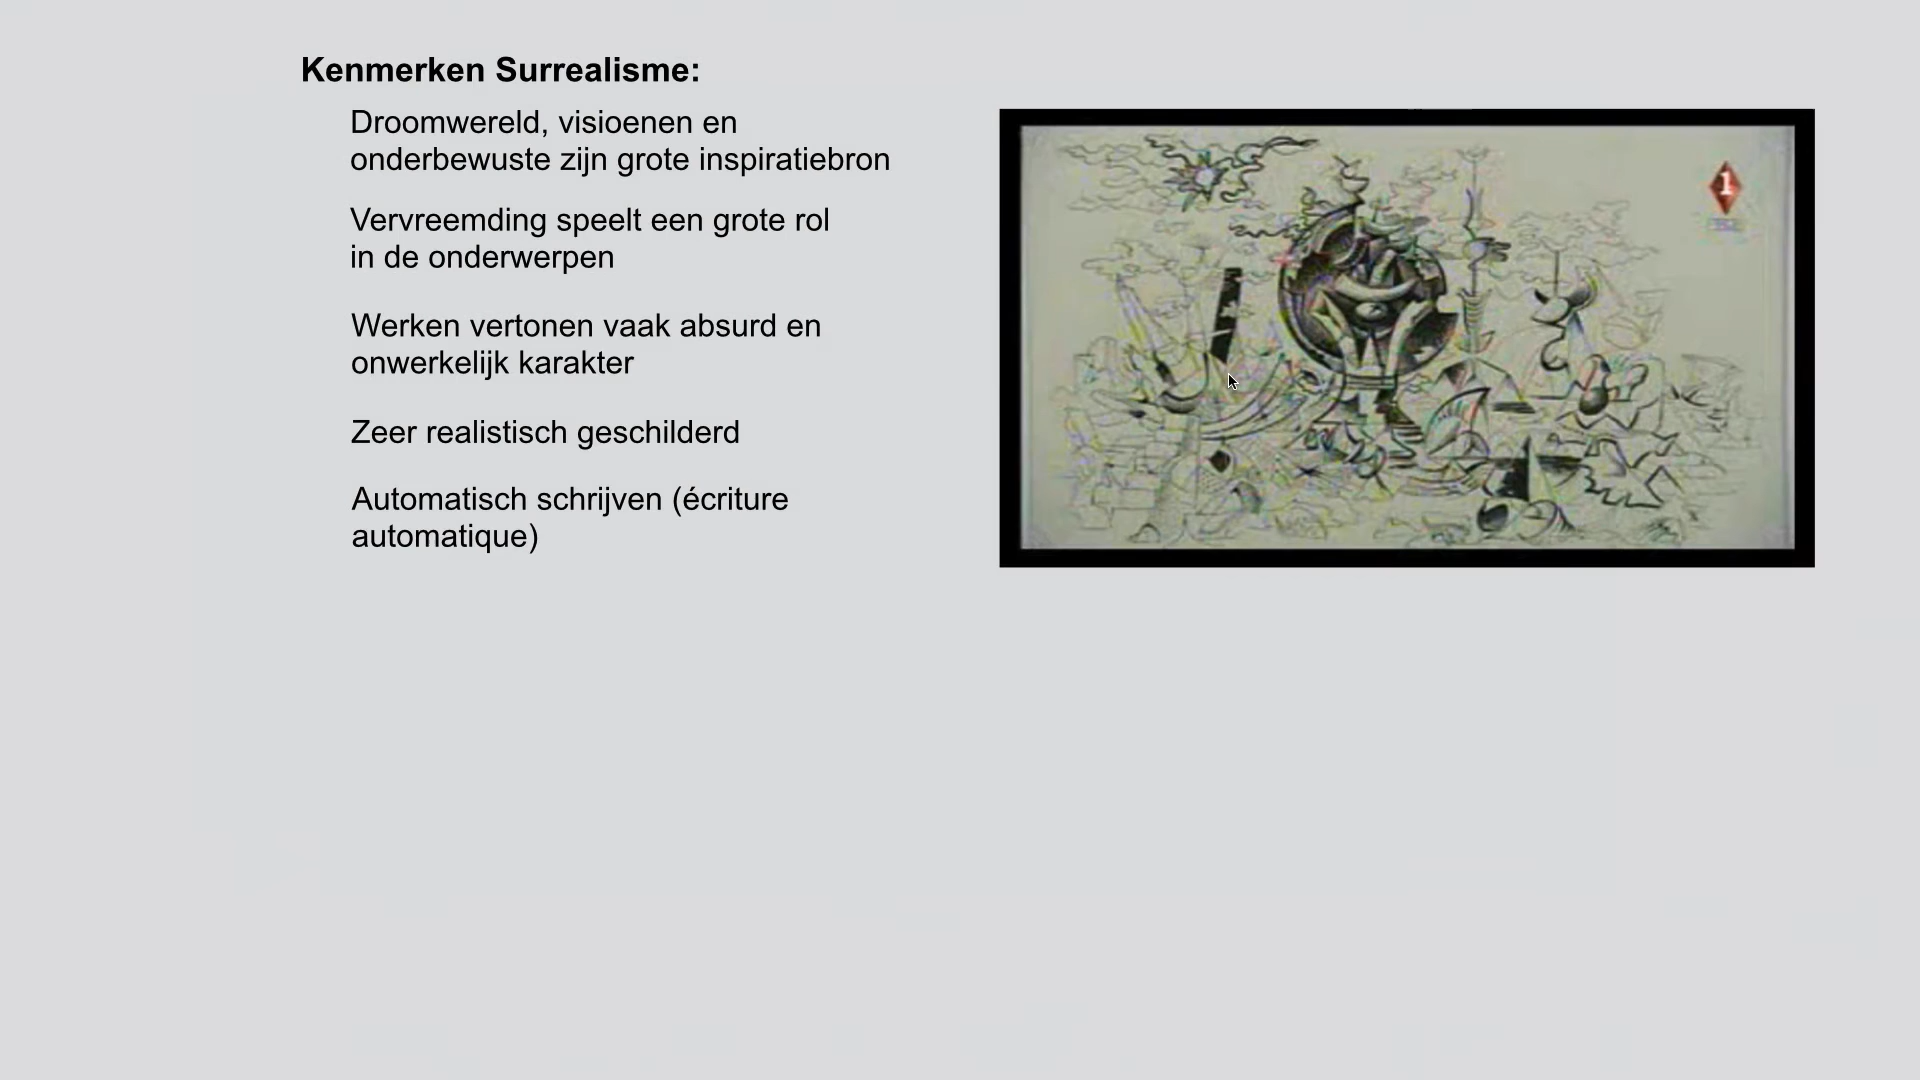 Kenmerken Surrealisme:
Droomwereld, visioenen en
onderbewuste zijn grote inspiratiebron
Vervreemding speelt een grote rol
in de onderwerpen
Werken vertonen vaak absurd en
onwerkelijk karakter
Zeer realistisch geschilderd
Automatisch schrijven (écriture
automatique)
1